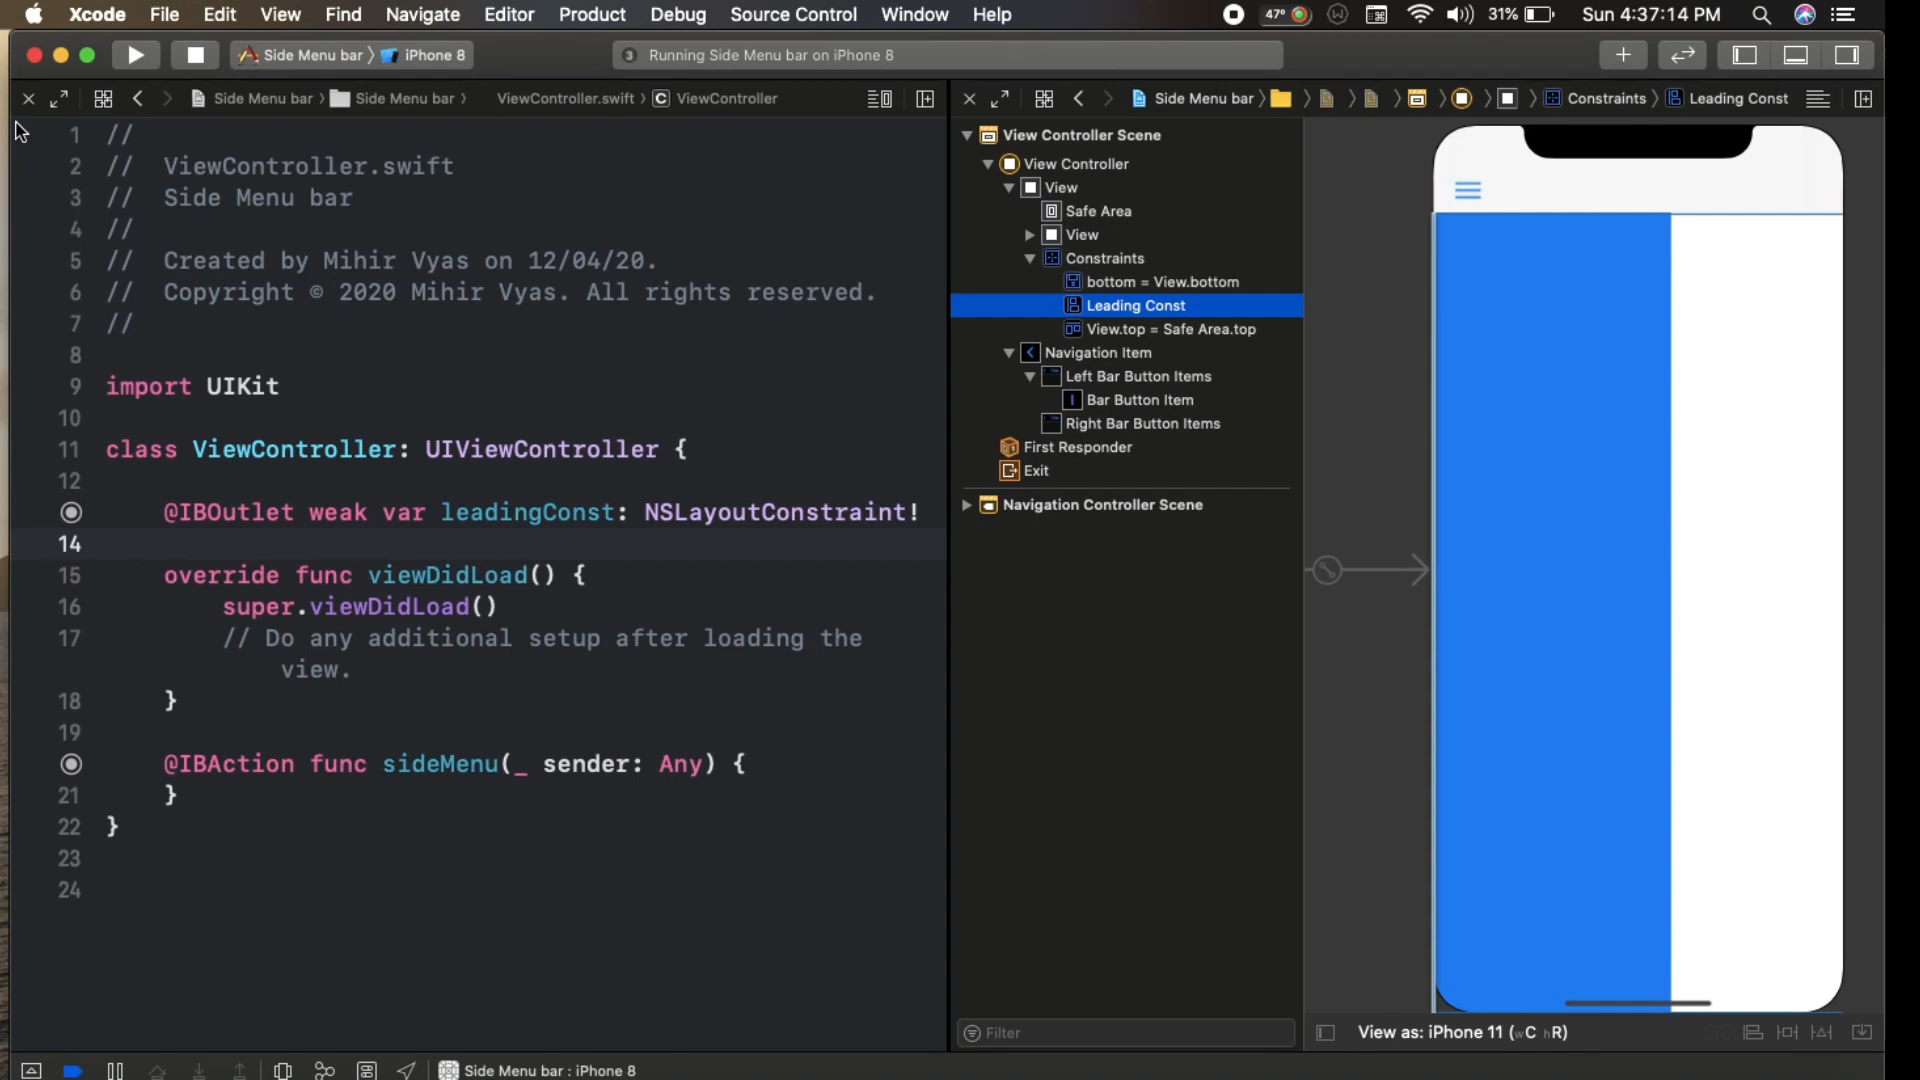 Xcode File Edit View Find Navigate Editor Product Debug Source Control Window Help 47° 31% Sun 4:37:14 PM
Side Menu bar iPhone 8 3 Running Side Menu bar on iPhone 8
Side Menu bar Side Menu bar ViewController.swift C ViewController
Side Menu bar Constraints Leading Const
1 //
2 // ViewController.swift
3 // Side Menu bar
4 //
5 // Created by Mihir Vyas on 12/04/20.
6 // Copyright © 2020 Mihir Vyas. All rights reserved.
7 //
8
9 import UIKit
10
11 class ViewController: UIViewController {
12
@IBOutlet weak var leadingConst: NSLayoutConstraint!
14
15 override func viewDidLoad() {
16 super.viewDidLoad()
17 // Do any additional setup after loading the
view.
18 }
19
@IBAction func sideMenu(_ sender: Any) {
21 }
22 }
23
24
View Controller Scene
View Controller
View
Safe Area
View
Constraints
bottom = View.bottom
Leading Const
View.top = Safe Area.top
Navigation Item
Left Bar Button Items
Bar Button Item
Right Bar Button Items
First Responder
Exit
Navigation Controller Scene
Filter
View as: iPhone 11 (wC hR)
Side Menu bar : iPhone 8